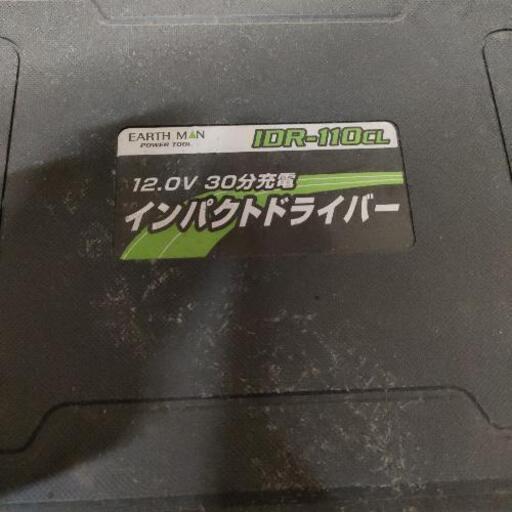 EARTH MAN
POWER TOOL
IDR-110CL
12.0V 30分充電
インパクトドライバー